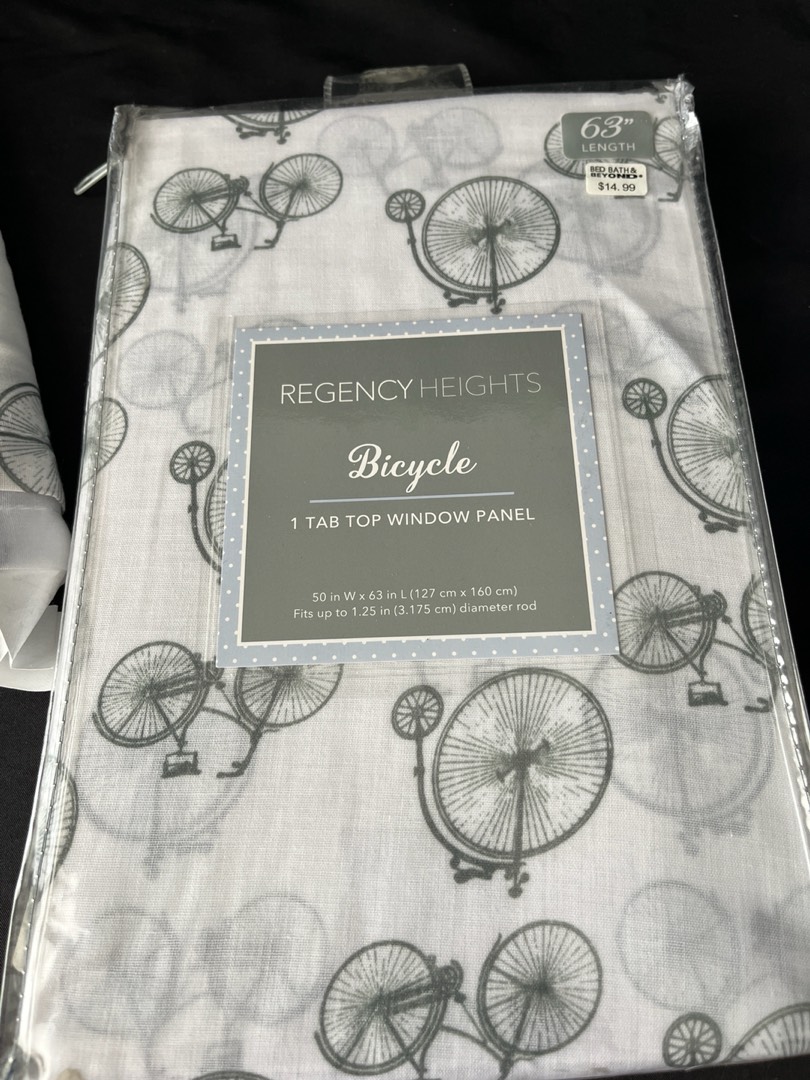 63”
LENGTH
BED BATH &
BEYOND
$14.99
REGENCY HEIGHTS
Bicycle
1 TAB TOP WINDOW PANEL
50 in W x 63 in L (127 cm x 160 cm)
Fits up to 1.25 in (3.175 cm) diameter rod